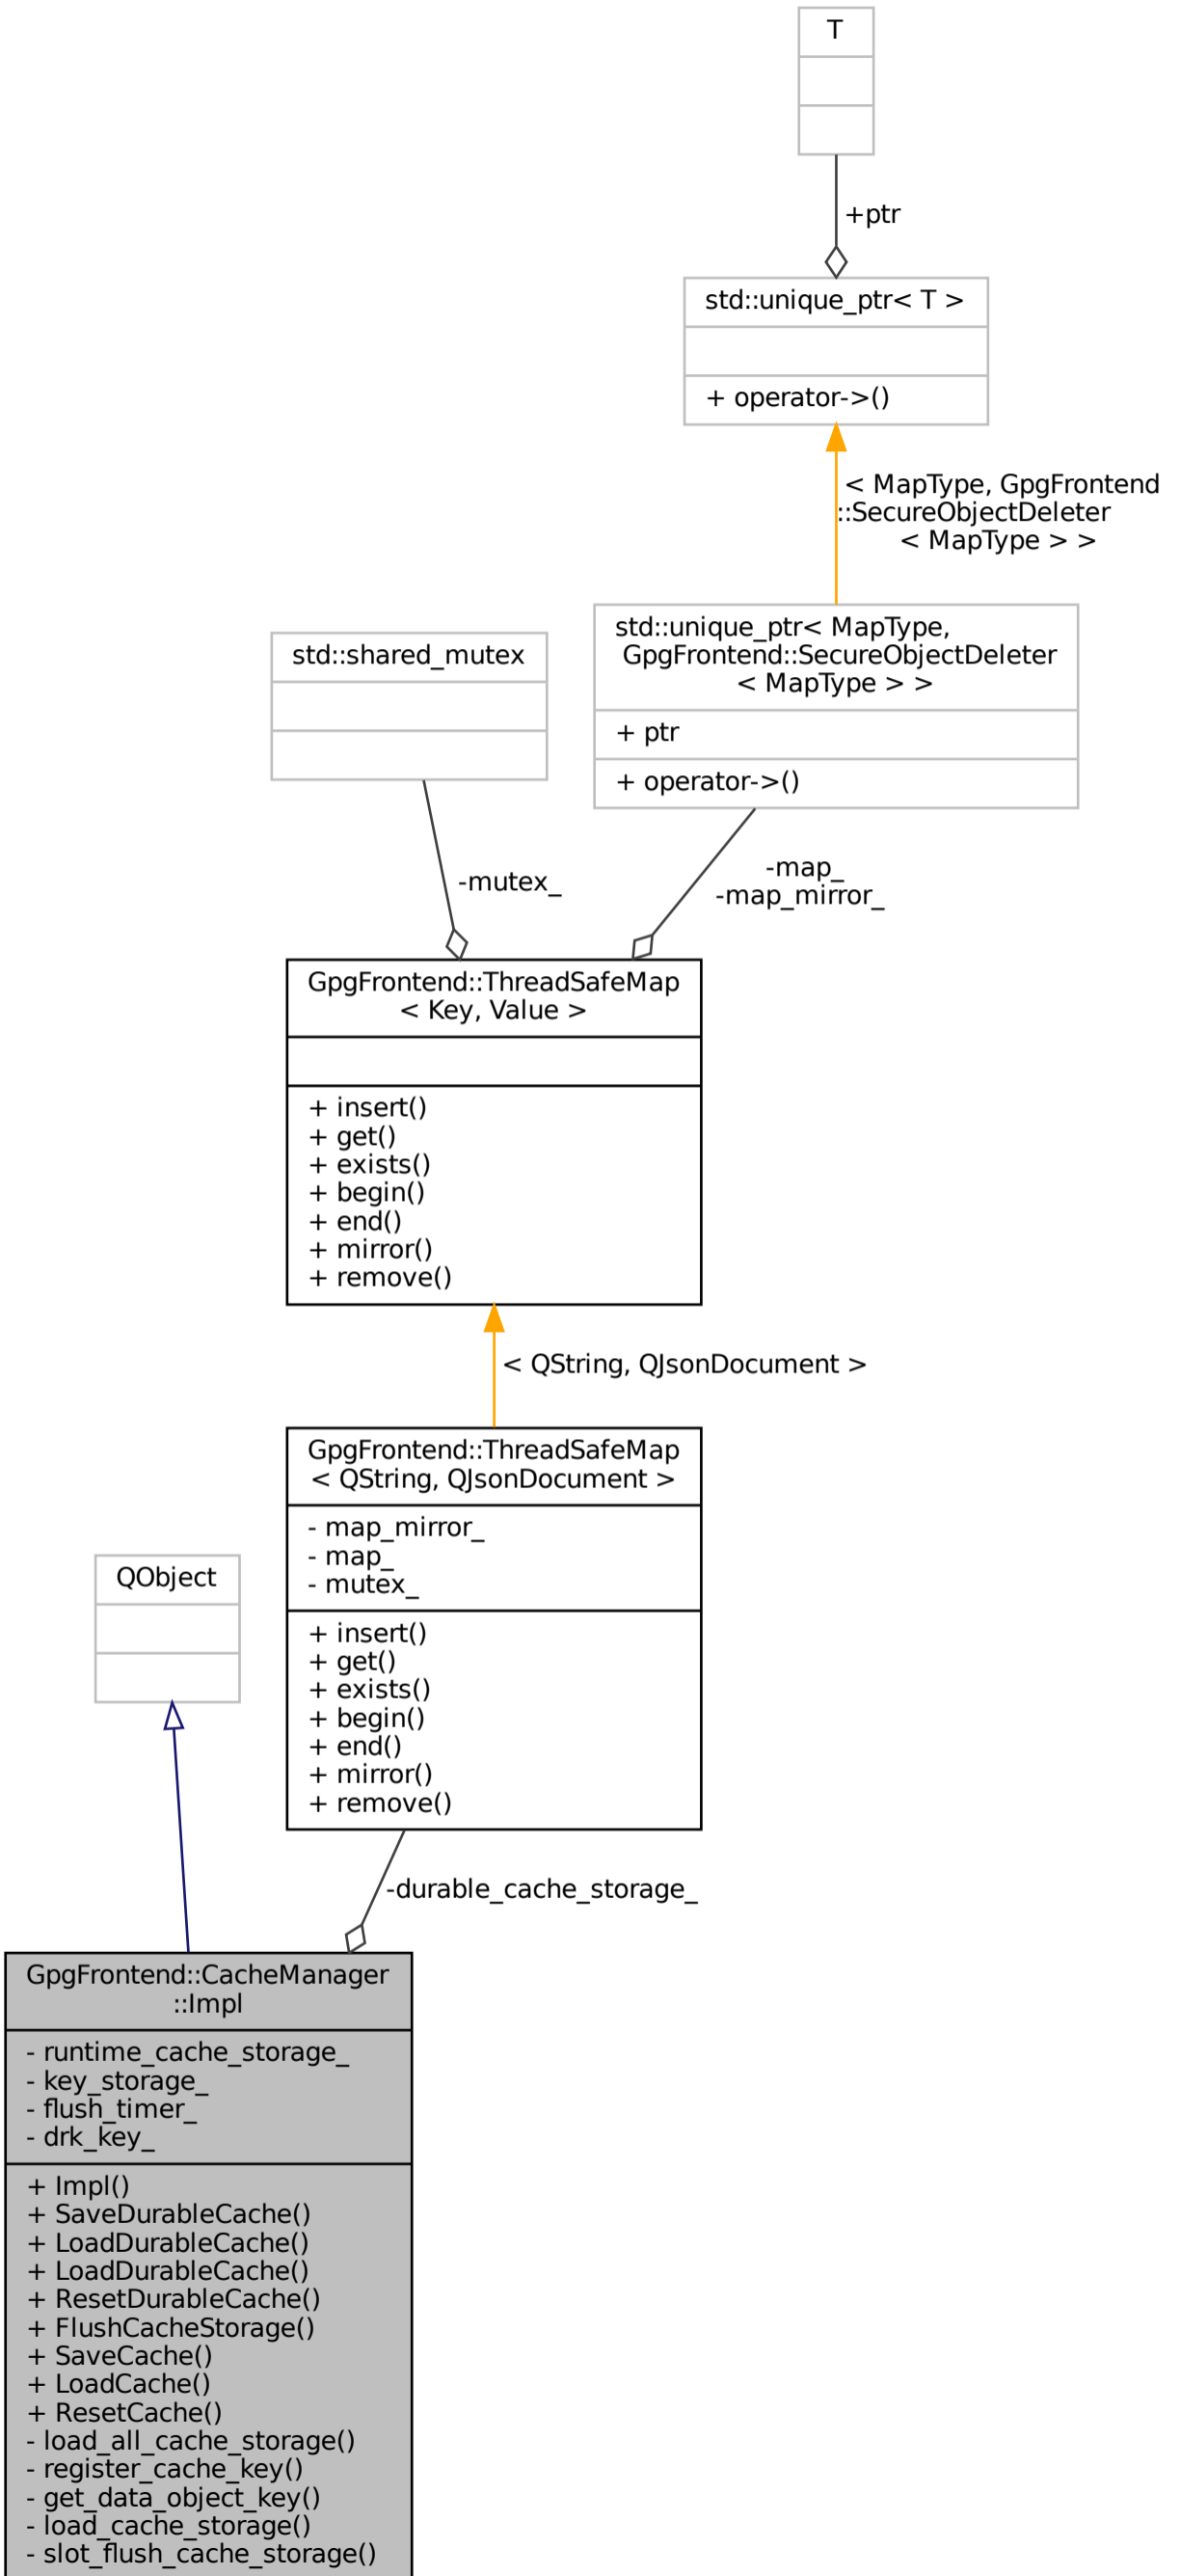 T
+ptr
std::unique_ptr< T >
+ operator->()
< MapType, GpgFrontend
::SecureObjectDeleter
< MapType > >
std::shared_mutex
std::unique_ptr< MapType,
GpgFrontend::SecureObjectDeleter
< MapType > >
+ ptr
+ operator->()
-mutex_
-map_
-map_mirror_
GpgFrontend::ThreadSafeMap
< Key, Value >
+ insert()
+ get()
+ exists()
+ begin()
+ end()
+ mirror()
+ remove()
< QString, QJsonDocument >
GpgFrontend::ThreadSafeMap
< QString, QJsonDocument >
- map_mirror_
- map_
- mutex_
+ insert()
+ get()
+ exists()
+ begin()
+ end()
+ mirror()
+ remove()
QObject
-durable_cache_storage_
GpgFrontend::CacheManager
::Impl
- runtime_cache_storage_
- key_storage_
- flush_timer_
- drk_key_
+ Impl()
+ SaveDurableCache()
+ LoadDurableCache()
+ LoadDurableCache()
+ ResetDurableCache()
+ FlushCacheStorage()
+ SaveCache()
+ LoadCache()
+ ResetCache()
- load_all_cache_storage()
- register_cache_key()
- get_data_object_key()
- load_cache_storage()
- slot_flush_cache_storage()